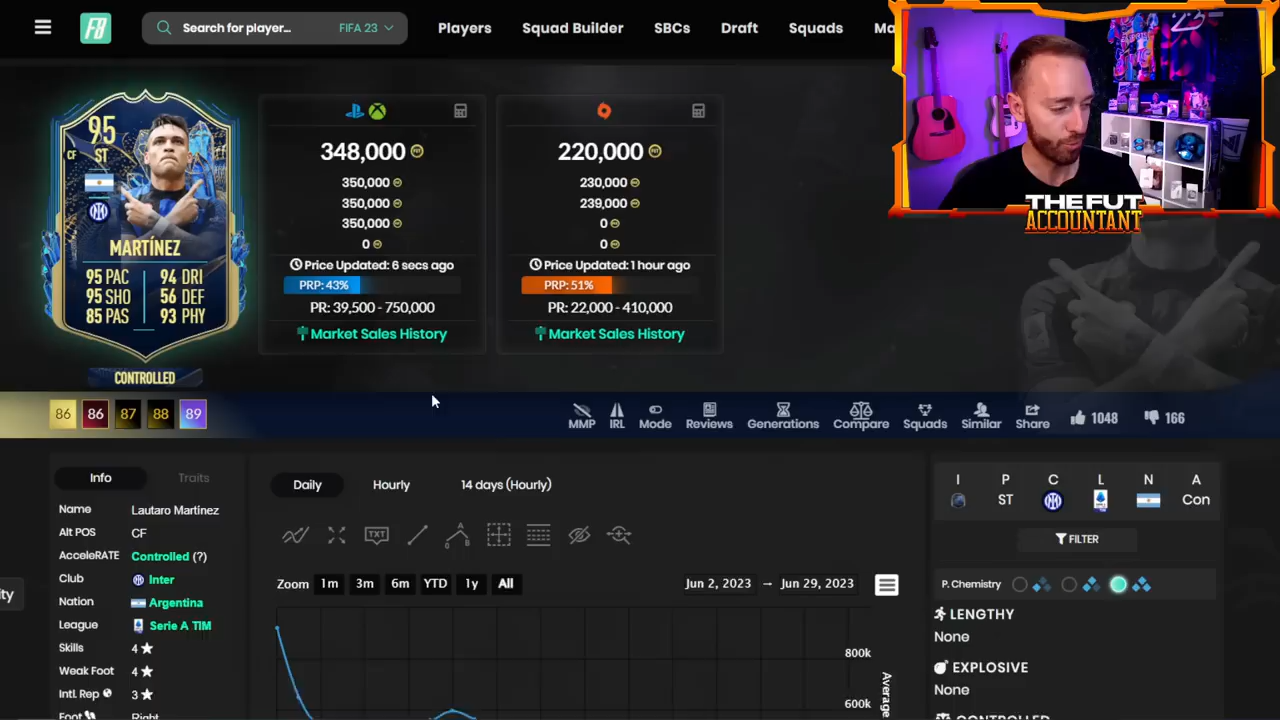 FB
Search for player...
FIFA 23
Players
Squad Builder
SBCs
Draft
Squads
Ma
95
ST
CF
MARTÍNEZ
95 PAC 94 DRI
95 SHO 56 DEF
85 PAS 93 PHY
CONTROLLED
348,000
350,000
350,000
350,000
0
Price Updated: 6 secs ago
PRP: 43%
PR: 39,500 - 750,000
Market Sales History
220,000
230,000
239,000
0
0
Price Updated: 1 hour ago
PRP: 51%
PR: 22,000 - 410,000
Market Sales History
THE FUT
ACCOUNTANT
86 86 87 88 89
MMP
IRL
Mode
Reviews
Generations
Compare
Squads
Similar
Share
1048
166
Info
Traits
Name Lautaro Martínez
Alt POS CF
AcceleRATE Controlled (?)
Club Inter
Nation Argentina
League Serie A TIM
Skills 4
Weak Foot 4
Intl. Rep 3
Foot Right
ity
Daily
Hourly
14 days (Hourly)
TXT
Zoom 1m 3m 6m YTD 1y All
Jun 2, 2023 → Jun 29, 2023
800k
600k
Average
I P C L N A
ST Con
FILTER
P. Chemistry
LENGTHY
None
EXPLOSIVE
None